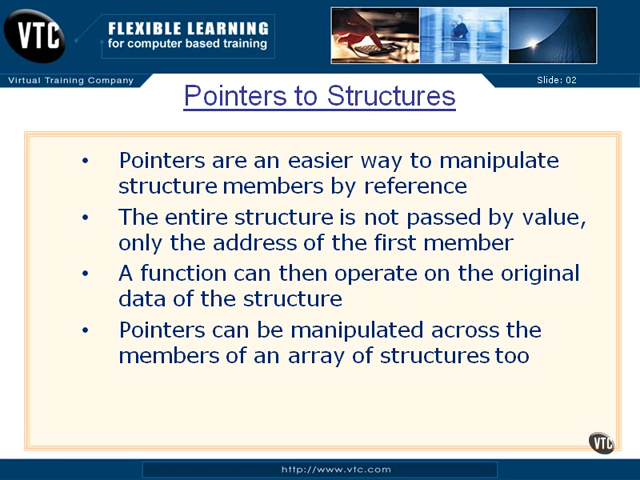 VTC
FLEXIBLE LEARNING
for computer based training
Virtual Training Company
Slide: 02
Pointers to Structures
• Pointers are an easier way to manipulate
structure members by reference
• The entire structure is not passed by value,
only the address of the first member
• A function can then operate on the original
data of the structure
• Pointers can be manipulated across the
members of an array of structures too
VTC
http://www.vtc.com